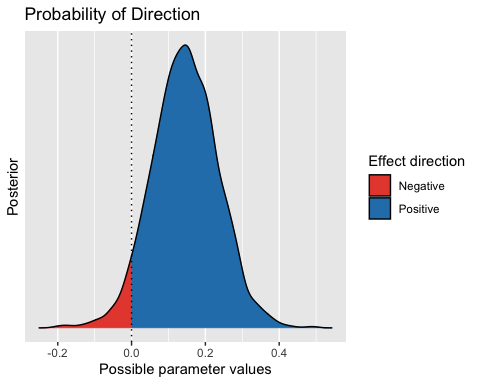 Probability of Direction
Posterior
-0.2 0.0 0.2 0.4
Possible parameter values
Effect direction
Negative
Positive